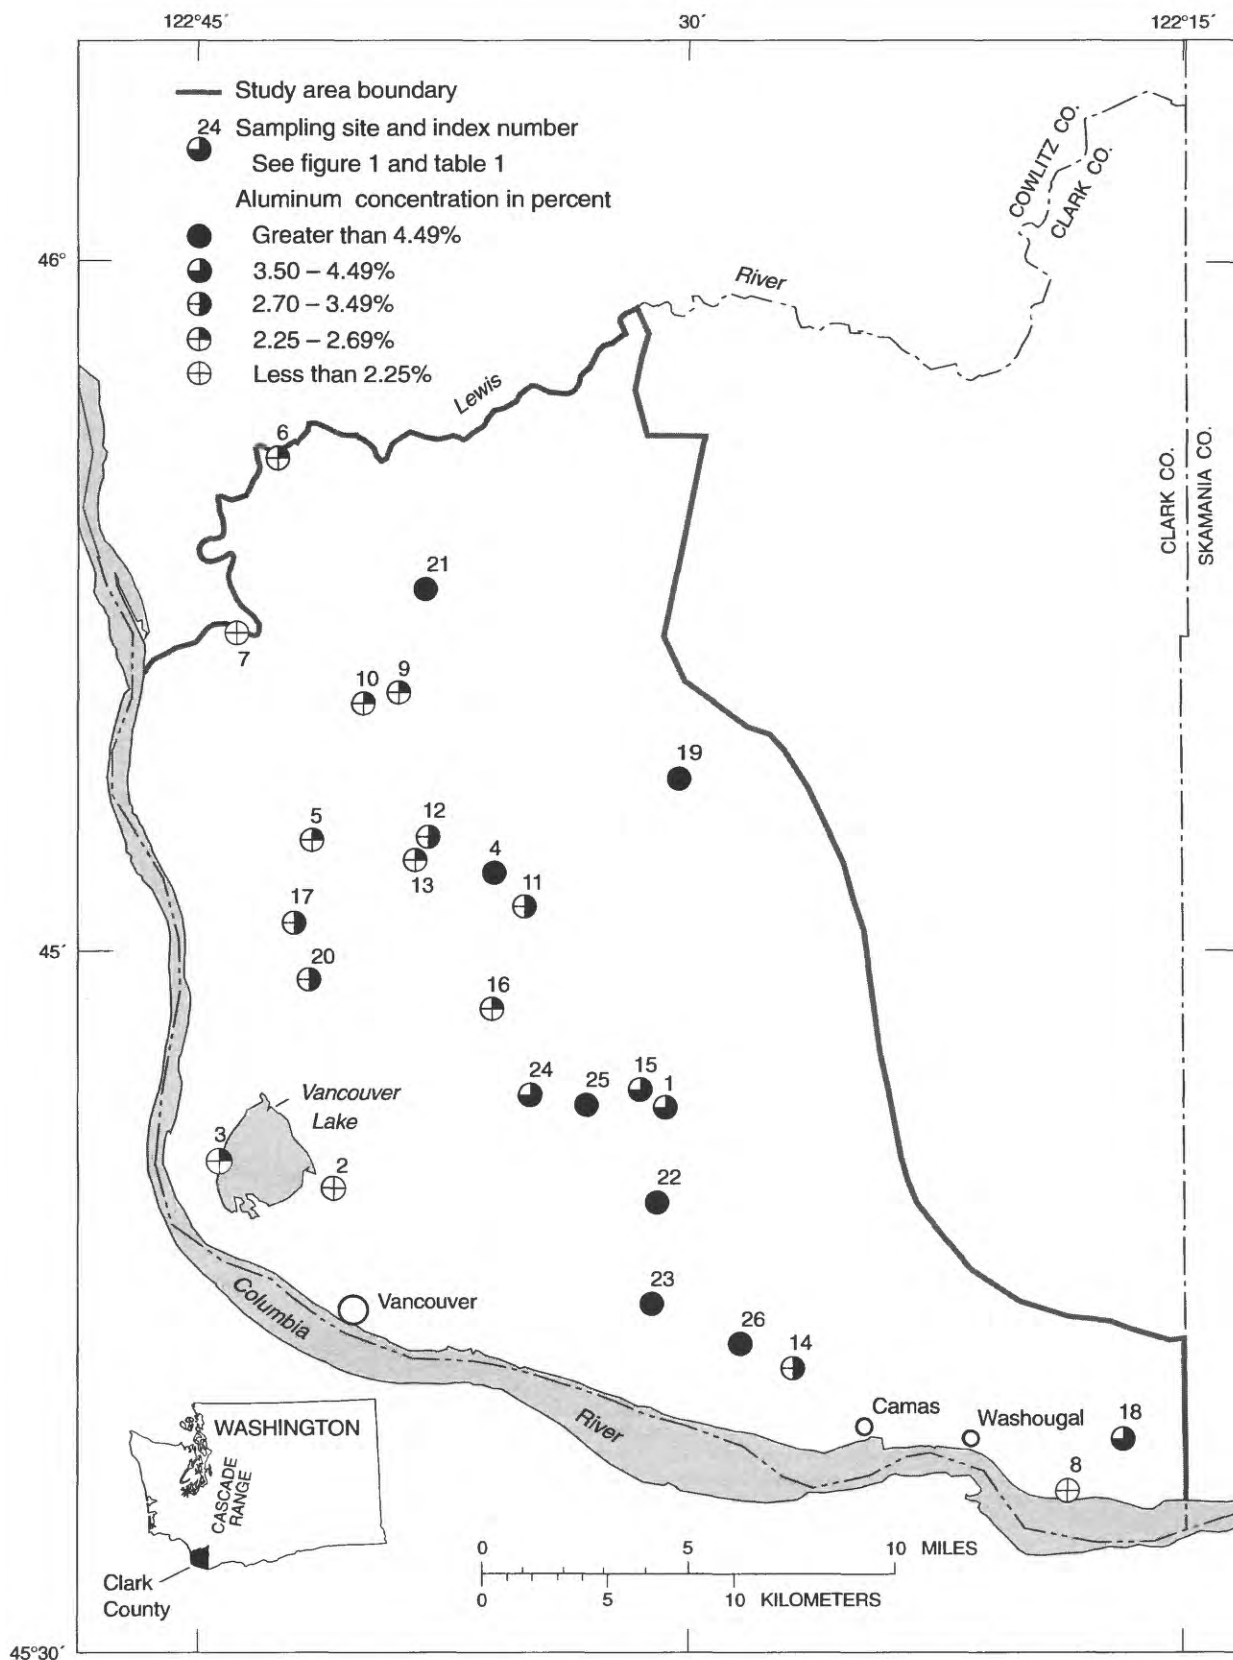 122°45´
30´
122°15´
Study area boundary
24 Sampling site and index number
See figure 1 and table 1
Aluminum concentration in percent
Greater than 4.49%
3.50 – 4.49%
2.70 – 3.49%
2.25 – 2.69%
Less than 2.25%
COWLITZ CO.
CLARK CO.
46°
River
Lewis
6
CLARK CO.
SKAMANIA CO.
21
7
10
9
19
5
12
4
13
11
17
45´
20
16
24
25
15
1
Vancouver
Lake
3
2
22
23
Columbia
Vancouver
26
14
River
Camas
Washougal
18
8
WASHINGTON
CASCADE
RANGE
Clark
County
0 5 10 MILES
0 5 10 KILOMETERS
45°30´